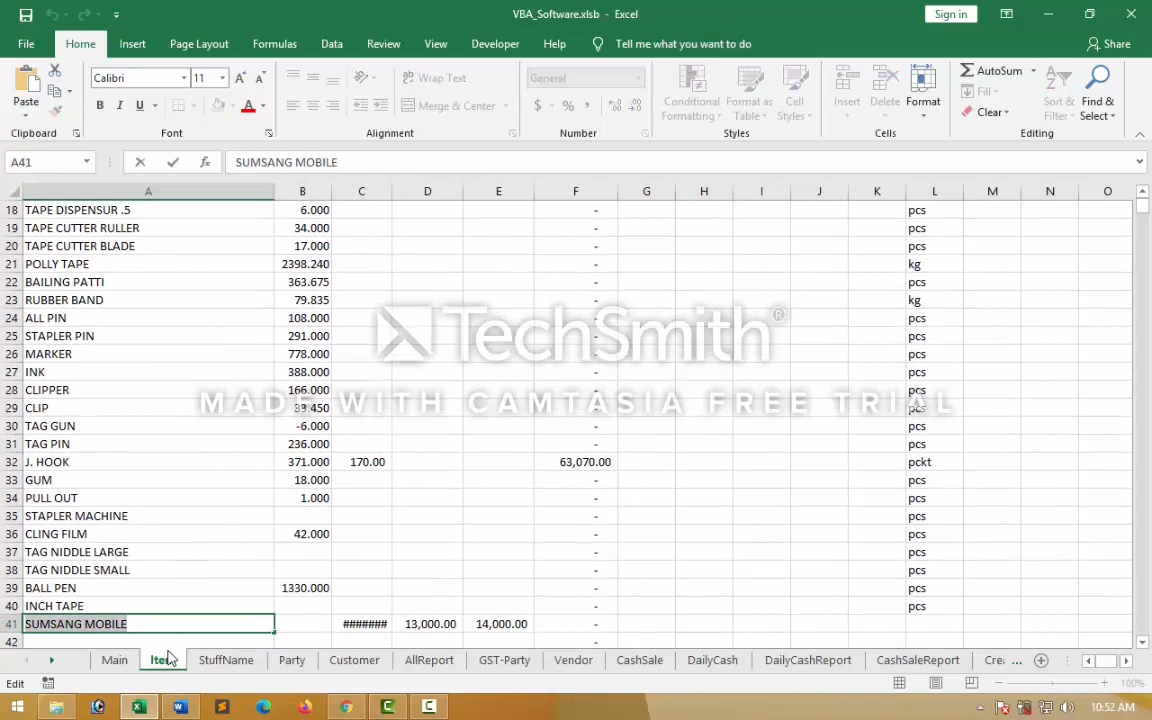 VBA_Software.xlsb - Excel
Sign in
File Home Insert Page Layout Formulas Data Review View Developer Help Tell me what you want to do Share
Paste Calibri 11 A A Wrap Text General Conditional Formatting Format as Table Cell Styles Insert Delete Format AutoSum Fill Clear Sort & Filter Find & Select
B I U A Merge & Center $ % ,
Clipboard Font Alignment Number Styles Cells Editing
A41 fx SUMSANG MOBILE
A B C D E F G H I J K L M N O
18 TAPE DISPENSUR .5 6.000 - pcs
19 TAPE CUTTER RULLER 34.000 - pcs
20 TAPE CUTTER BLADE 17.000 - pcs
21 POLLY TAPE 2398.240 - kg
22 BAILING PATTI 363.675 - pcs
23 RUBBER BAND 79.835 - kg
24 ALL PIN 108.000 - pcs
25 STAPLER PIN 291.000 - pcs
26 MARKER 778.000 - pcs
27 INK 388.000 - pcs
28 CLIPPER 166.000 - pcs
29 CLIP 33.450 - pcs
30 TAG GUN -6.000 - pcs
31 TAG PIN 236.000 - pcs
32 J. HOOK 371.000 170.00 63,070.00 pckt
33 GUM 18.000 - pcs
34 PULL OUT 1.000 - pcs
35 STAPLER MACHINE - pcs
36 CLING FILM 42.000 - pcs
37 TAG NIDDLE LARGE - pcs
38 TAG NIDDLE SMALL - pcs
39 BALL PEN 1330.000 - pcs
40 INCH TAPE - pcs
41 SUMSANG MOBILE ####### 13,000.00 14,000.00 -
42 -
TechSmith®
MADE WITH CAMTASIA FREE TRIAL
Main StuffName Party Customer AllReport GST-Party Vendor CashSale DailyCash DailyCashReport CashSaleReport Crea ...
Edit 100%
10:52 AM